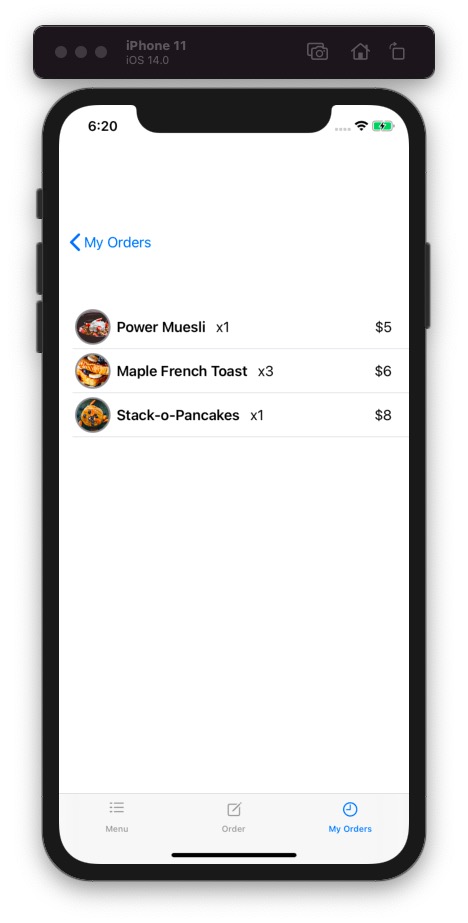 iPhone 11
iOS 14.0
6:20
My Orders
Power Muesli x1 $5
Maple French Toast x3 $6
Stack-o-Pancakes x1 $8
Menu Order My Orders